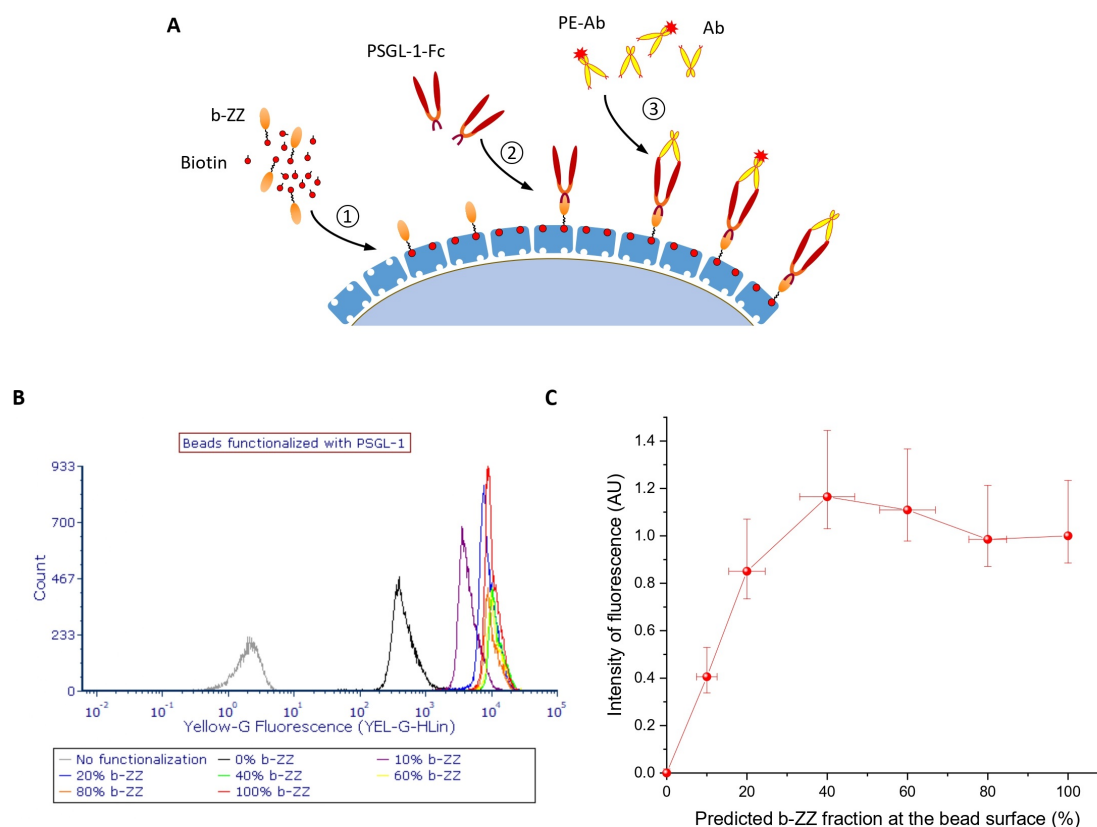 A
PE-Ab
Ab
PSGL-1-Fc
b-ZZ
Biotin
1
2
3
B
Beads functionalized with PSGL-1
933
700
467
233
0
Count
10-2
10-1
100
101
102
103
104
105
Yellow-G Fluorescence (YEL-G-HLin)
No functionalization
0% b-ZZ
10% b-ZZ
20% b-ZZ
40% b-ZZ
60% b-ZZ
80% b-ZZ
100% b-ZZ
C
1.4
1.2
1.0
0.8
0.6
0.4
0.2
0.0
Intensity of fluorescence (AU)
0
20
40
60
80
100
Predicted b-ZZ fraction at the bead surface (%)